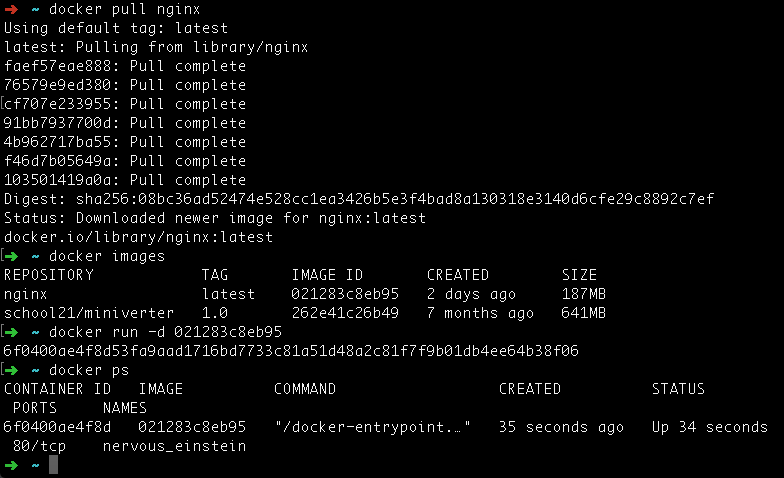 ➜ ~ docker pull nginx
Using default tag: latest
latest: Pulling from library/nginx
faef57eae888: Pull complete
76579e9ed380: Pull complete
[cf707e233955: Pull complete
91bb7937700d: Pull complete
4b962717ba55: Pull complete
f46d7b05649a: Pull complete
103501419a0a: Pull complete
Digest: sha256:08bc36ad52474e528cc1ea3426b5e3f4bad8a130318e3140d6cfe29c8892c7ef
Status: Downloaded newer image for nginx:latest
docker.io/library/nginx:latest
[➜ ~ docker images
REPOSITORY TAG IMAGE ID CREATED SIZE
nginx latest 021283c8eb95 2 days ago 187MB
school21/miniverter 1.0 262e41c26b49 7 months ago 641MB
[➜ ~ docker run -d 021283c8eb95
6f0400ae4f8d53fa9aad1716bd7733c81a51d48a2c81f7f9b01db4ee64b38f06
[➜ ~ docker ps
CONTAINER ID IMAGE COMMAND CREATED STATUS
PORTS NAMES
6f0400ae4f8d 021283c8eb95 "/docker-entrypoint.…" 35 seconds ago Up 34 seconds
80/tcp nervous_einstein
➜ ~